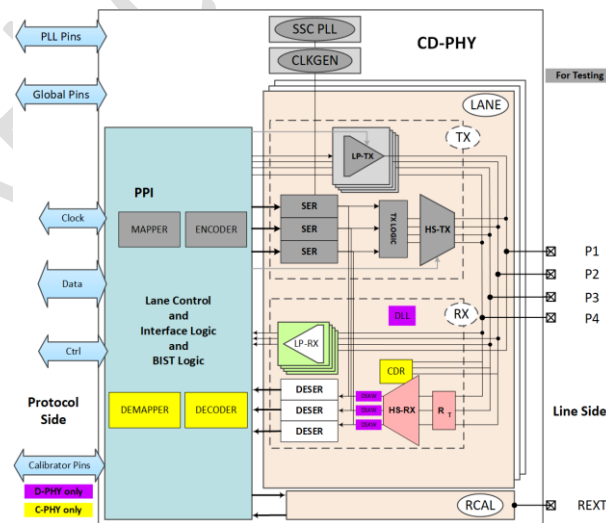 PLL Pins
Global Pins
Clock
Data
Ctrl
Protocol
Side
Calibrator Pins
D-PHY only
C-PHY only
SSC PLL
CLKGEN
CD-PHY
For Testing
LANE
TX
LP-TX
PPI
MAPPER
ENCODER
SER
SER
SER
TX LOGIC
HS-TX
P1
P2
P3
P4
Lane Control
and
Interface Logic
and
BIST Logic
DLL
RX
LP-RX
CDR
DEMAPPER
DECODER
DESER
DESER
DESER
HS-RX
R T
Line Side
RCAL
REXT